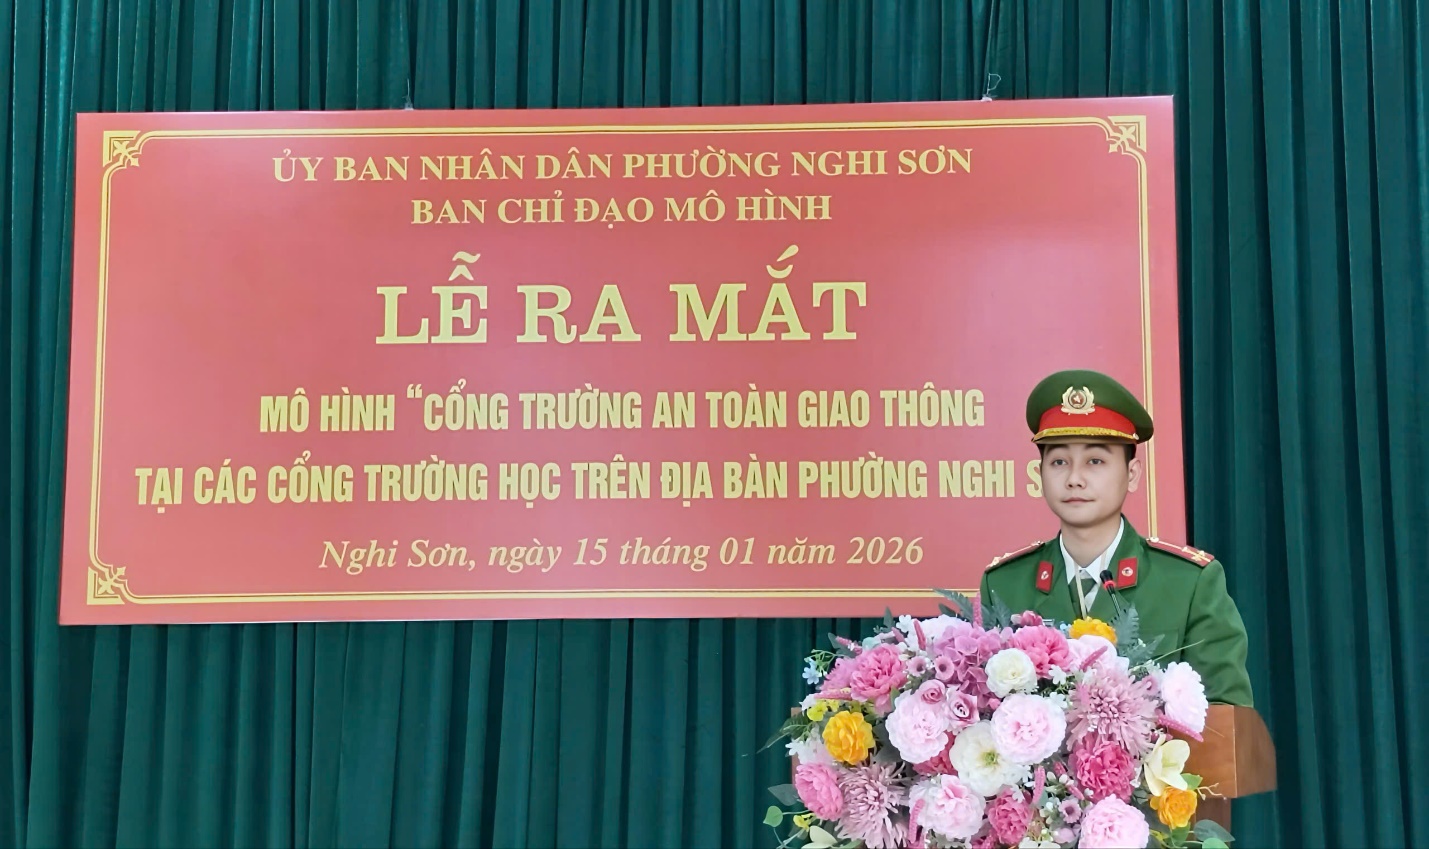 ỦY BAN NHÂN DÂN PHƯỜNG NGHI SƠN
BAN CHỈ ĐẠO MÔ HÌNH
LỄ RA MẮT
MÔ HÌNH “CỔNG TRƯỜNG AN TOÀN GIAO THÔNG
TẠI CÁC CỔNG TRƯỜNG HỌC TRÊN ĐỊA BÀN PHƯỜNG NGHI
Nghi Sơn, ngày 15 tháng 01 năm 2026